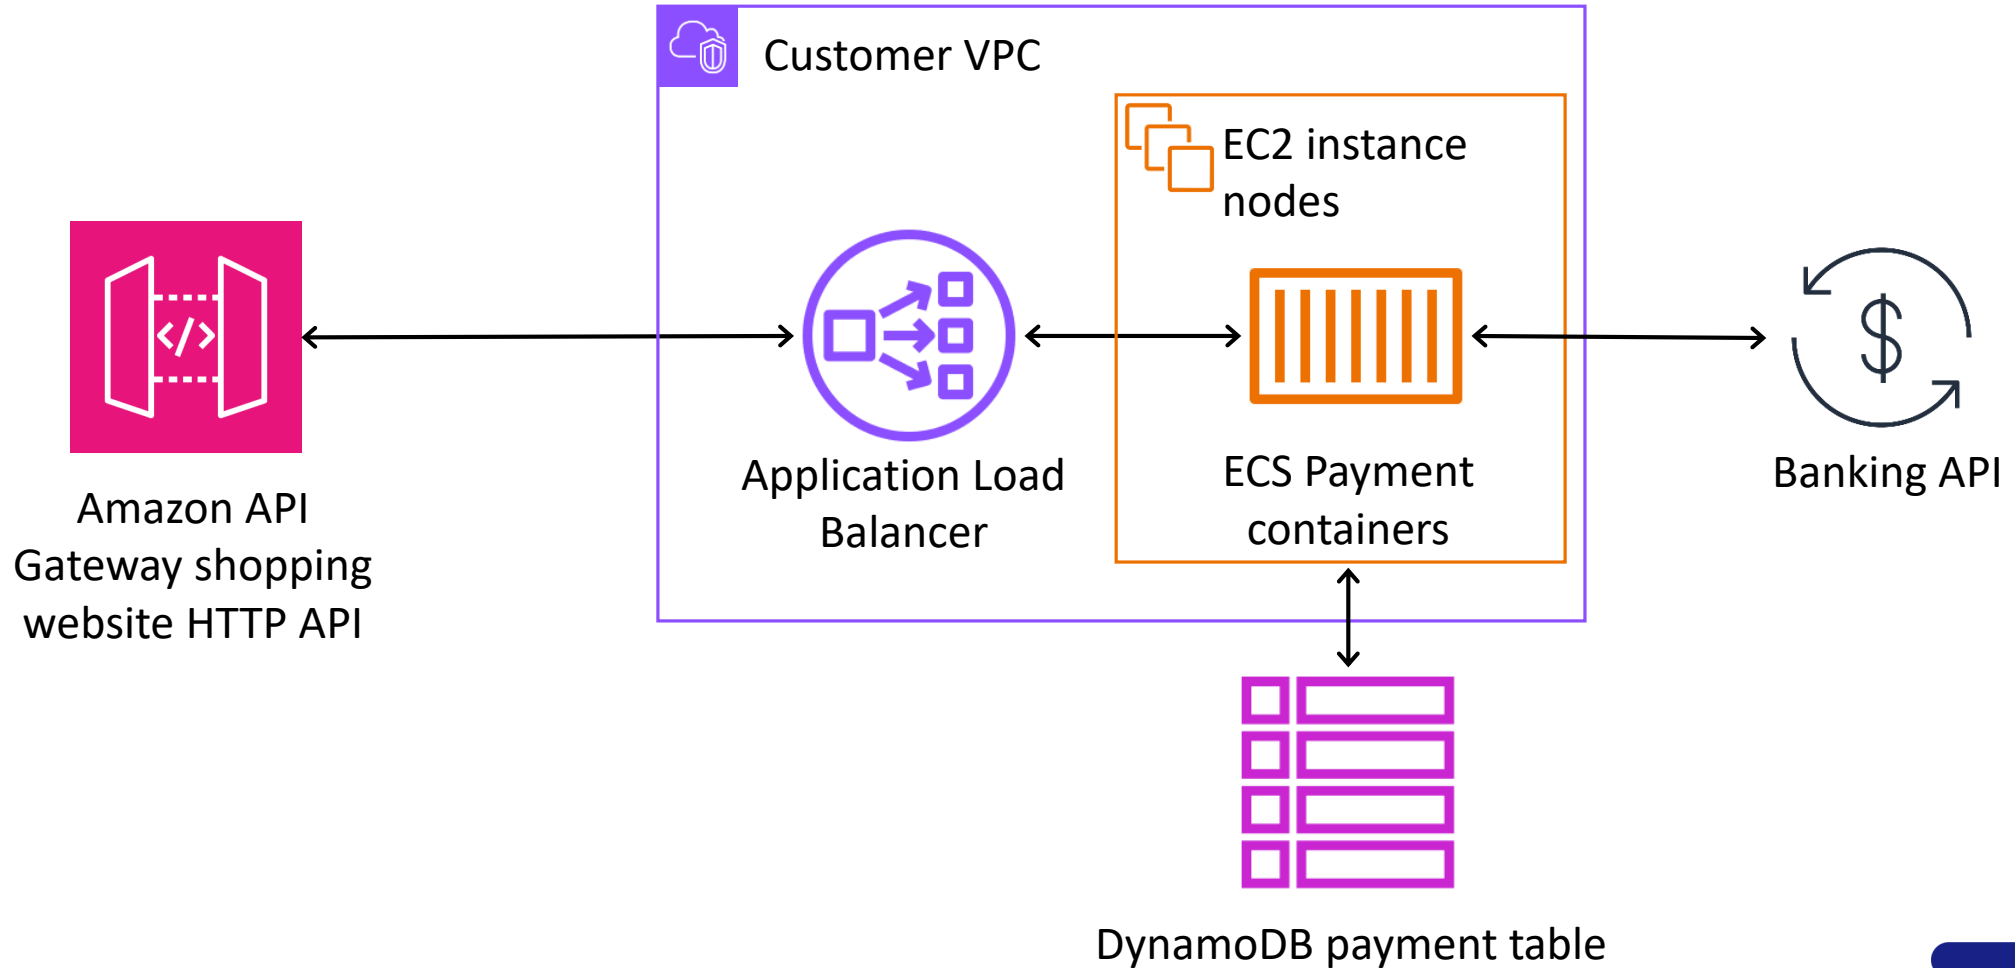 Customer VPC
EC2 instance
nodes
</>
Amazon API
Gateway shopping
website HTTP API
Application Load
Balancer
ECS Payment
containers
$
Banking API
DynamoDB payment table